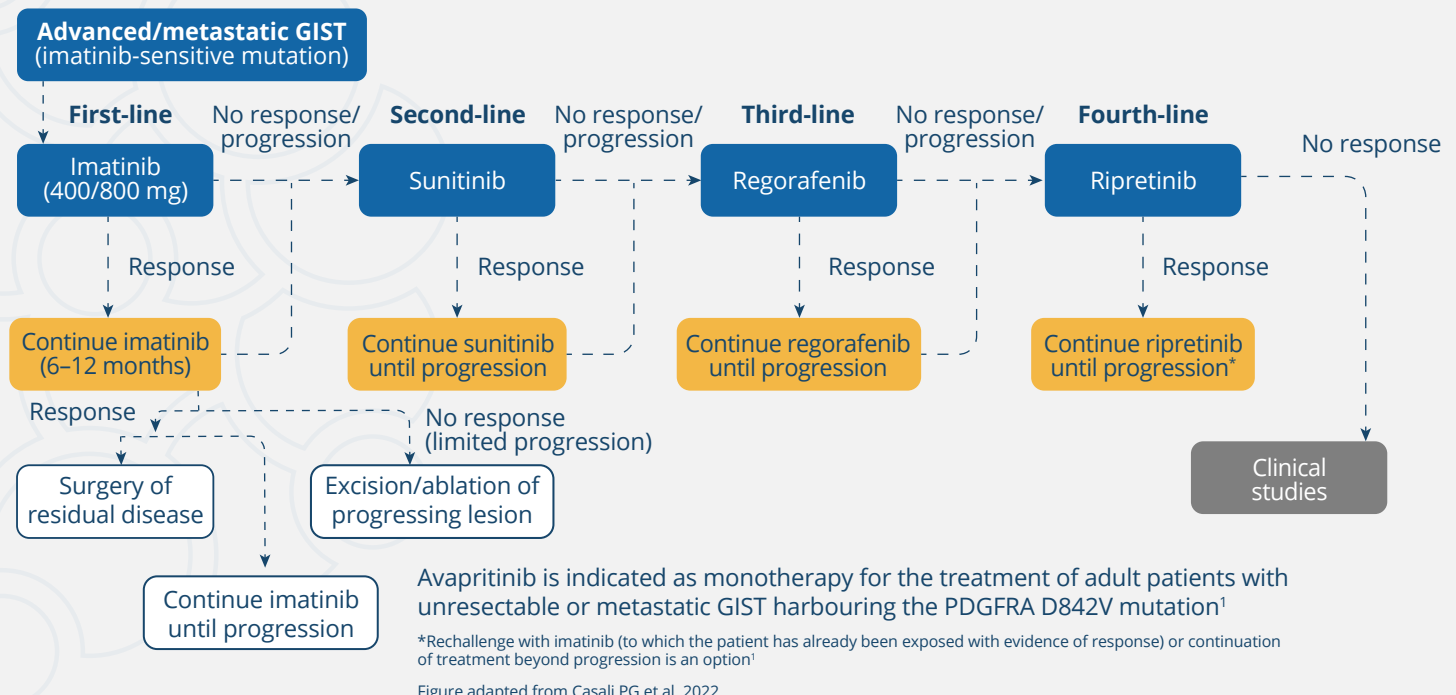 Advanced/metastatic GIST
(imatinib-sensitive mutation)
First-line
No response/
progression
Second-line
No response/
progression
Third-line
No response/
progression
Fourth-line
No response
Imatinib
(400/800 mg)
Sunitinib
Regorafenib
Ripretinib
Response
Response
Response
Response
Continue imatinib
(6–12 months)
Continue sunitinib
until progression
Continue regorafenib
until progression
Continue ripretinib
until progression*
Response
No response
(limited progression)
Surgery of
residual disease
Excision/ablation of
progressing lesion
Clinical
studies
Continue imatinib
until progression
Avapritinib is indicated as monotherapy for the treatment of adult patients with
unresectable or metastatic GIST harbouring the PDGFRA D842V mutation¹
*Rechallenge with imatinib (to which the patient has already been exposed with evidence of response) or continuation
of treatment beyond progression is an option¹
Figure adapted from Casali PG et al. 2022